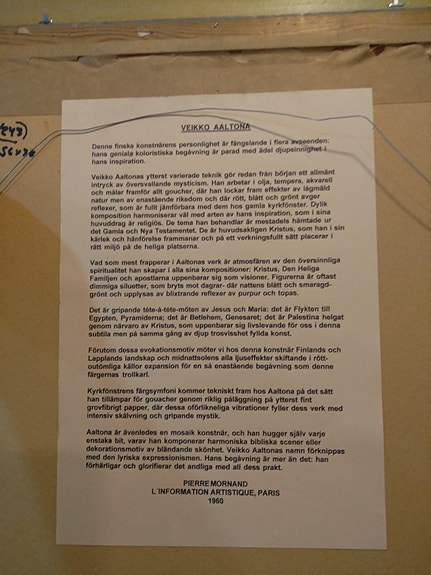 VEIKKO AALTONA
Denne finske konstnärens personlighet är fängslande i flera avseenden:
hans geniala koloristiska begåvning är parad med ädel djupsinnlighet i
hans inspiration.
Veikko Aaltonas ytterst varierade teknik gör redan från början ett allmänt
intryck av översvallande mysticism. Han arbetar i olja, tempera, akvarell
och målar framför allt goucher, där han lockar fram effekter av lågmäld
natur men av enastående rikedom och där rött, blått och grönt avger
reflexer, som är fullt jämförbara med dem hos gamla kyrkfönster. Dylik
komposition harmoniserar väl med arten av hans inspiration, som i sina
huvuddrag är religiös. De tema han behandlar är mestadels hämtade ur
det Gamla och Nya Testamentet. De är huvudsakligen Kristus, som han i sin
kärlek och hänförelse frammanar och på ett verkningsfullt sätt placerar i
rätt miljö på de heliga platserna.
Vad som mest frapperar i Aaltonas verk är atmosfären av den översinnliga
spiritualitet han skapar i alla sina kompositioner: Kristus, Den Heliga
Familjen och apostlarna uppenbarar sig som visioner. Figurerna är oftast
dimmiga siluetter, som bryts mot dagrar- där nattens blått och smaragd-
grönt och upplysas av blixtrande reflexer av purpur och topas.
Det är gripande téte-á-téte-möten av Jesus och Maria: det är Flykten till
Egypten, Pyramiderna; det är Betlehem, Genesaret; det är Palestina helgat
genom närvaro av Kristus, som uppenbarar sig livslevande för oss i denna
subtila men på samma gång av djup trosvisshet fyllda konst.
Förutom dessa evokationsmotiv möter vi hos denna konstnär Finlands och
Lapplands landskap och midnattsolens alla ljuseffekter skiftande i rött-
outömliga källor expansion för en så enastående begåvning som denne
färgernas trollkarl.
Kyrkfönstrens färgsymfoni kommer tekniskt fram hos Aaltona på det sätt
han tillämpar för gouacher genom riklig påläggning på ytterst fint
grovfibrigt papper, där dessa oförlikneliga vibrationer fyller dess verk med
intensiv skälvning och gripande mystik.
Aaltona är ävenledes en mosaik konstnär, och han hugger själv varje
enstaka bit, varav han komponerar harmoniska bibliska scener eller
dekorationsmotiv av bländande skönhet. Veikko Aaltonas namn förknippas
med den lyriska expressionismen. Hans begåvning är mer än det: han
förhärligar och glorifierar det andliga med all dess prakt.
PIERRE MORNAND
L´INFORMATION ARTISTIQUE, PARIS
1960